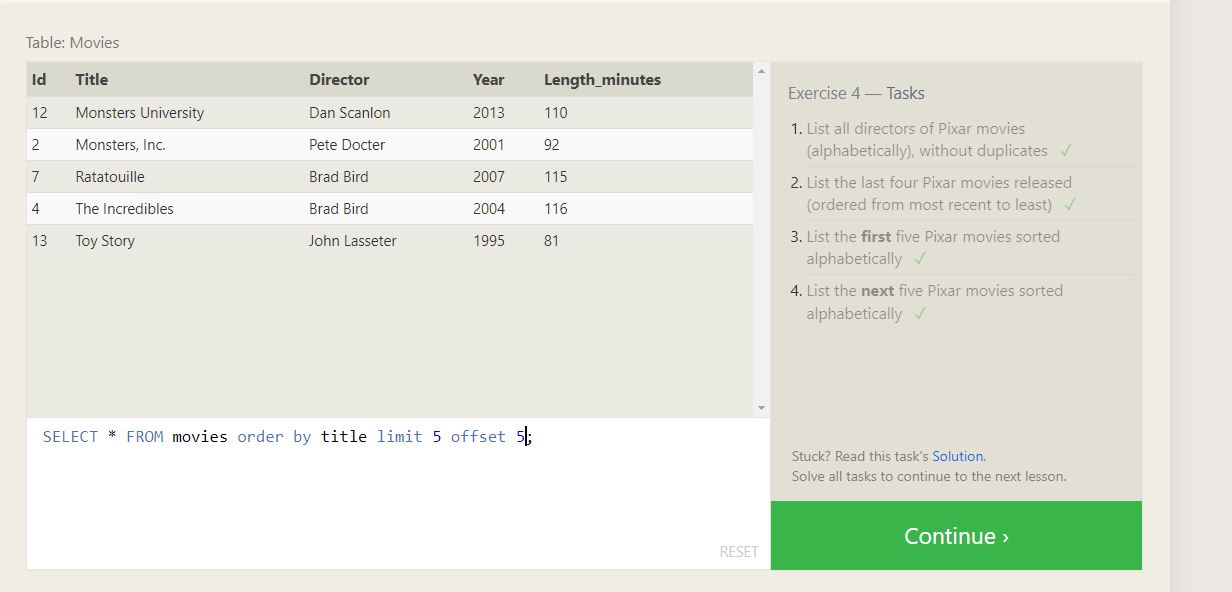 Table: Movies
Id Title Director Year Length_minutes
12 Monsters University Dan Scanlon 2013 110
2 Monsters, Inc. Pete Docter 2001 92
7 Ratatouille Brad Bird 2007 115
4 The Incredibles Brad Bird 2004 116
13 Toy Story John Lasseter 1995 81
SELECT * FROM movies order by title limit 5 offset 5;
RESET
Exercise 4 — Tasks
1. List all directors of Pixar movies
(alphabetically), without duplicates ✓
2. List the last four Pixar movies released
(ordered from most recent to least) ✓
3. List the first five Pixar movies sorted
alphabetically ✓
4. List the next five Pixar movies sorted
alphabetically ✓
Stuck? Read this task's Solution.
Solve all tasks to continue to the next lesson.
Continue ›